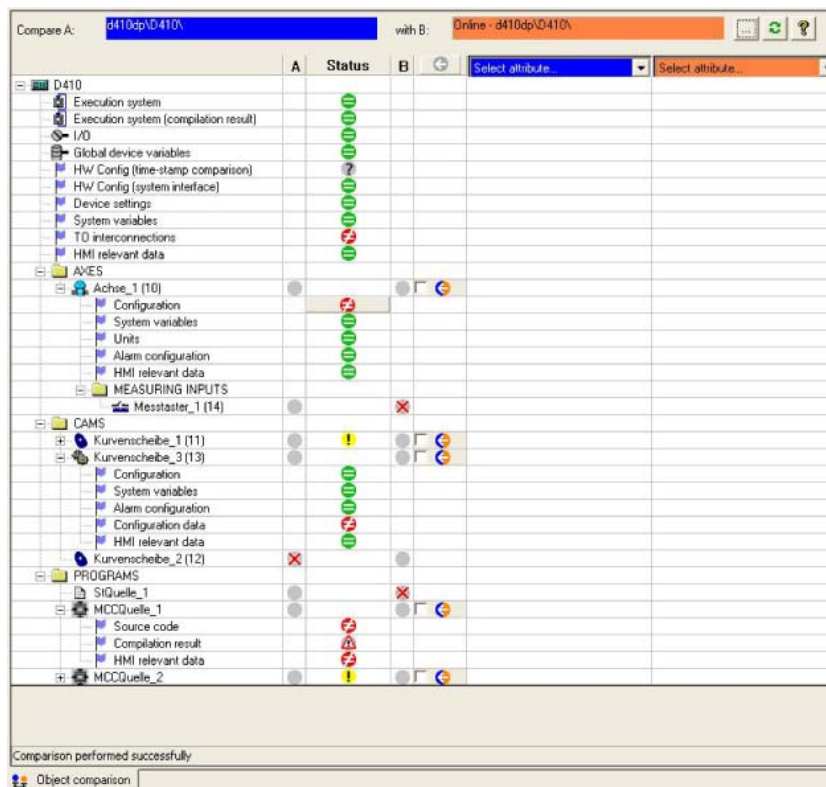 Compare A: d410dp\D410\ with B: Online - d410dp\D410\ ... ?
A Status B Select attribute... Select attribute...
D410
Execution system
Execution system (compilation result)
I/O
Global device variables
HW Config (time-stamp comparison) ?
HW Config (system interface)
Device settings
System variables
TO interconnections
HMI relevant data
AXES
Achse_1 (10)
Configuration
System variables
Units
Alarm configuration
HMI relevant data
MEASURING INPUTS
Messtaster_1 (14)
CAMS
Kurvenscheibe_1 (11) !
Kurvenscheibe_3 (13)
Configuration
System variables
Alarm configuration
Configuration data
HMI relevant data
Kurvenscheibe_2 (12)
PROGRAMS
StQuelle_1
MCCQuelle_1
Source code
Compilation result
HMI relevant data
MCCQuelle_2 !
Comparison performed successfully
Object comparison